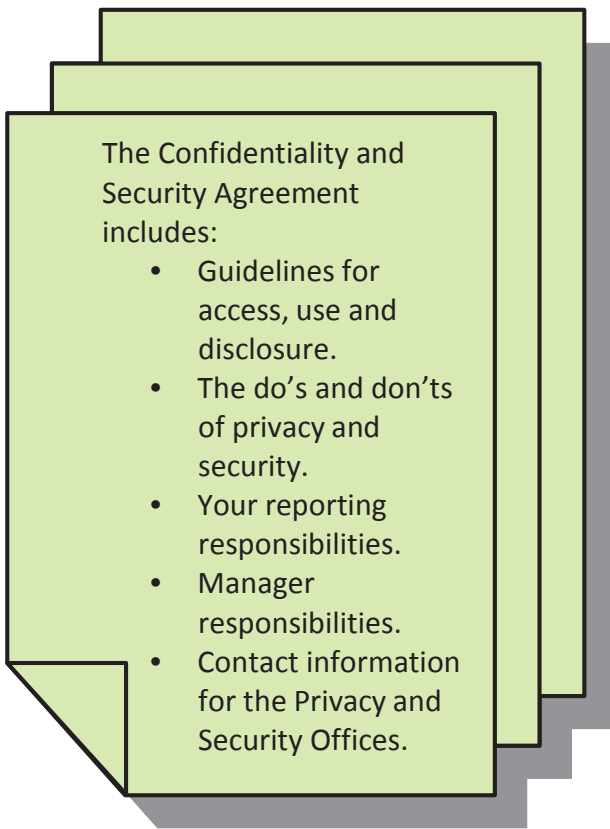 The Confidentiality and
Security Agreement
includes:
• Guidelines for
access, use and
disclosure.
• The do’s and don’ts
of privacy and
security.
• Your reporting
responsibilities.
• Manager
responsibilities.
• Contact information
for the Privacy and
Security Offices.